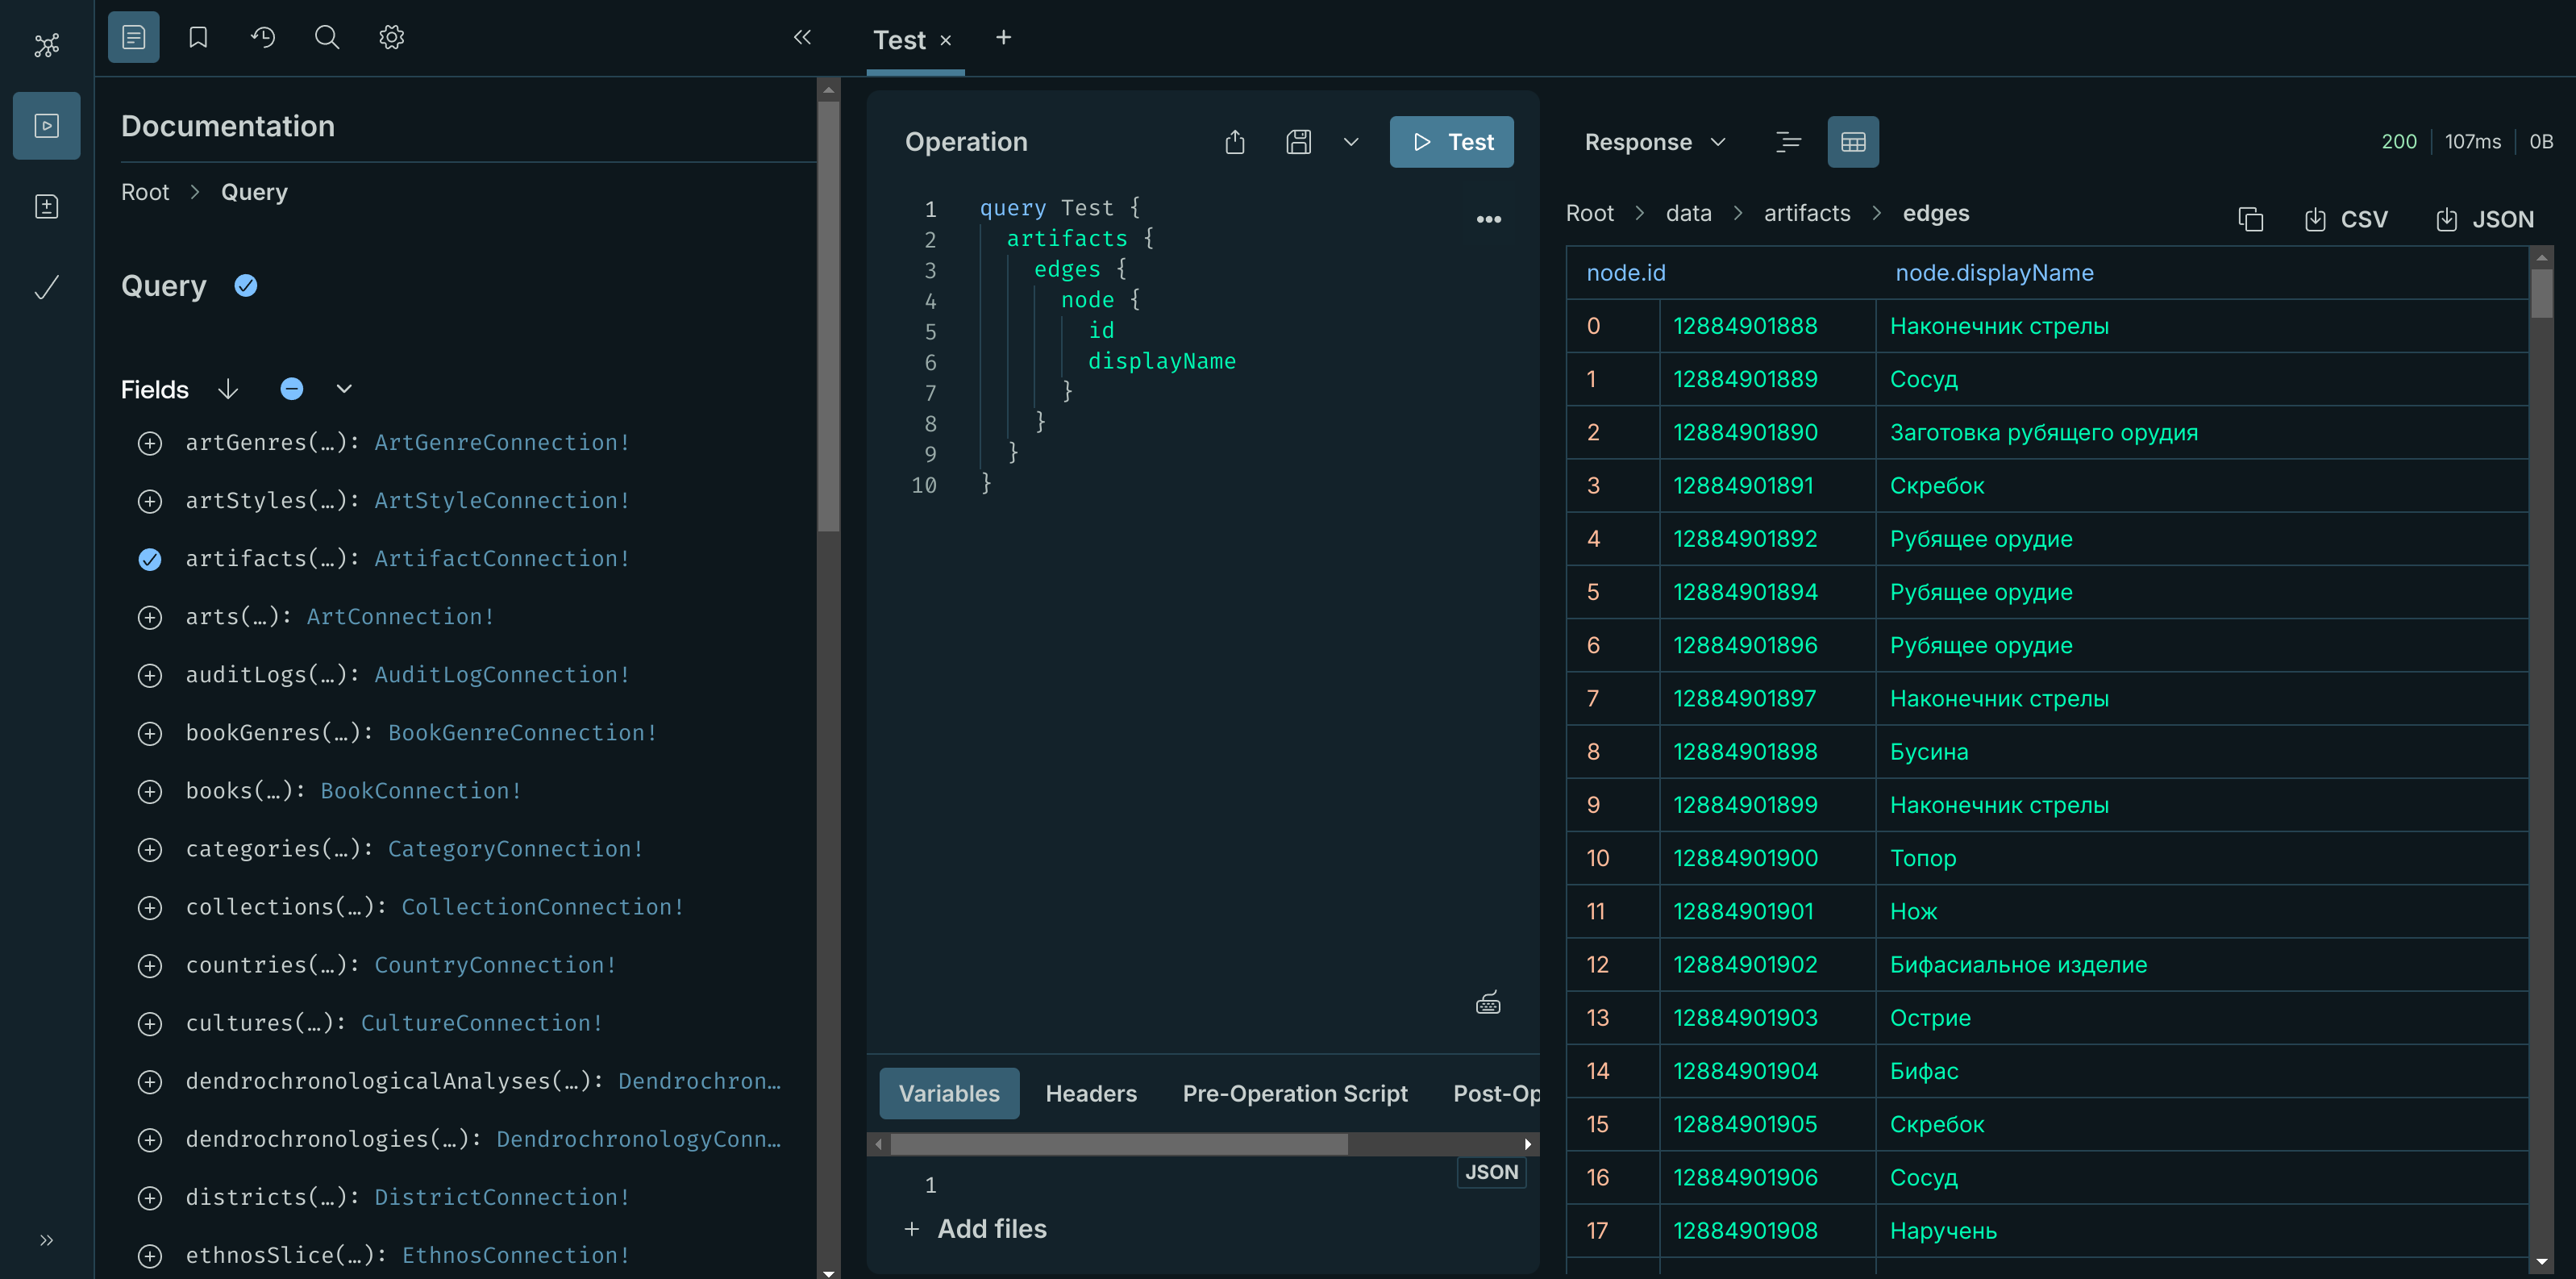 Test
Documentation
Root > Query
Query
Fields
artGenres(…): ArtGenreConnection!
artStyles(…): ArtStyleConnection!
artifacts(…): ArtifactConnection!
arts(…): ArtConnection!
auditLogs(…): AuditLogConnection!
bookGenres(…): BookGenreConnection!
books(…): BookConnection!
categories(…): CategoryConnection!
collections(…): CollectionConnection!
countries(…): CountryConnection!
cultures(…): CultureConnection!
dendrochronologicalAnalyses(…): Dendrochron…
dendrochronologies(…): DendrochronologyConn…
districts(…): DistrictConnection!
ethnosSlice(…): EthnosConnection!
Operation
Test
1 query Test {
2 artifacts {
3 edges {
4 node {
5 id
6 displayName
7 }
8 }
9 }
10 }
Variables Headers Pre-Operation Script Post-Op
JSON
1
+ Add files
Response
200 107ms 0B
Root > data > artifacts > edges
CSV JSON
node.id node.displayName
0 12884901888 Наконечник стрелы
1 12884901889 Сосуд
2 12884901890 Заготовка рубящего орудия
3 12884901891 Скребок
4 12884901892 Рубящее орудие
5 12884901894 Рубящее орудие
6 12884901896 Рубящее орудие
7 12884901897 Наконечник стрелы
8 12884901898 Бусина
9 12884901899 Наконечник стрелы
10 12884901900 Топор
11 12884901901 Нож
12 12884901902 Бифасиальное изделие
13 12884901903 Острие
14 12884901904 Бифас
15 12884901905 Скребок
16 12884901906 Сосуд
17 12884901908 Наручень